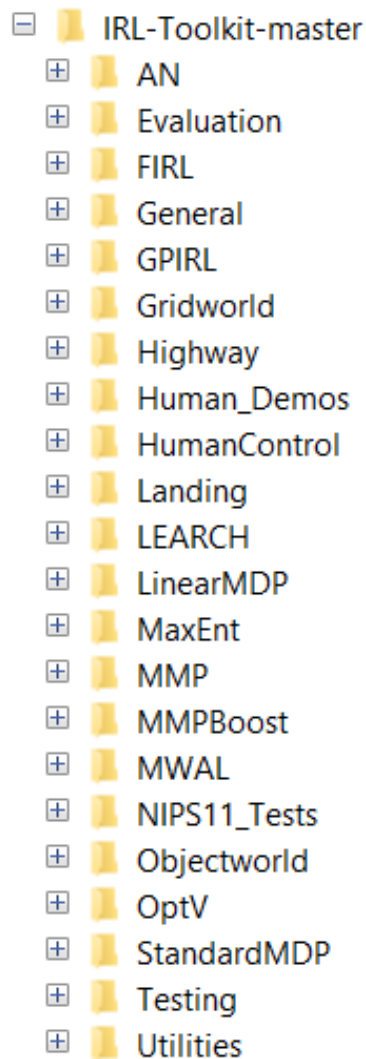 IRL-Toolkit-master
AN
Evaluation
FIRL
General
GPIRL
Gridworld
Highway
Human_Demos
HumanControl
Landing
LEARCH
LinearMDP
MaxEnt
MMP
MMPBoost
MWAL
NIPS11_Tests
Objectworld
OptV
StandardMDP
Testing
Utilities